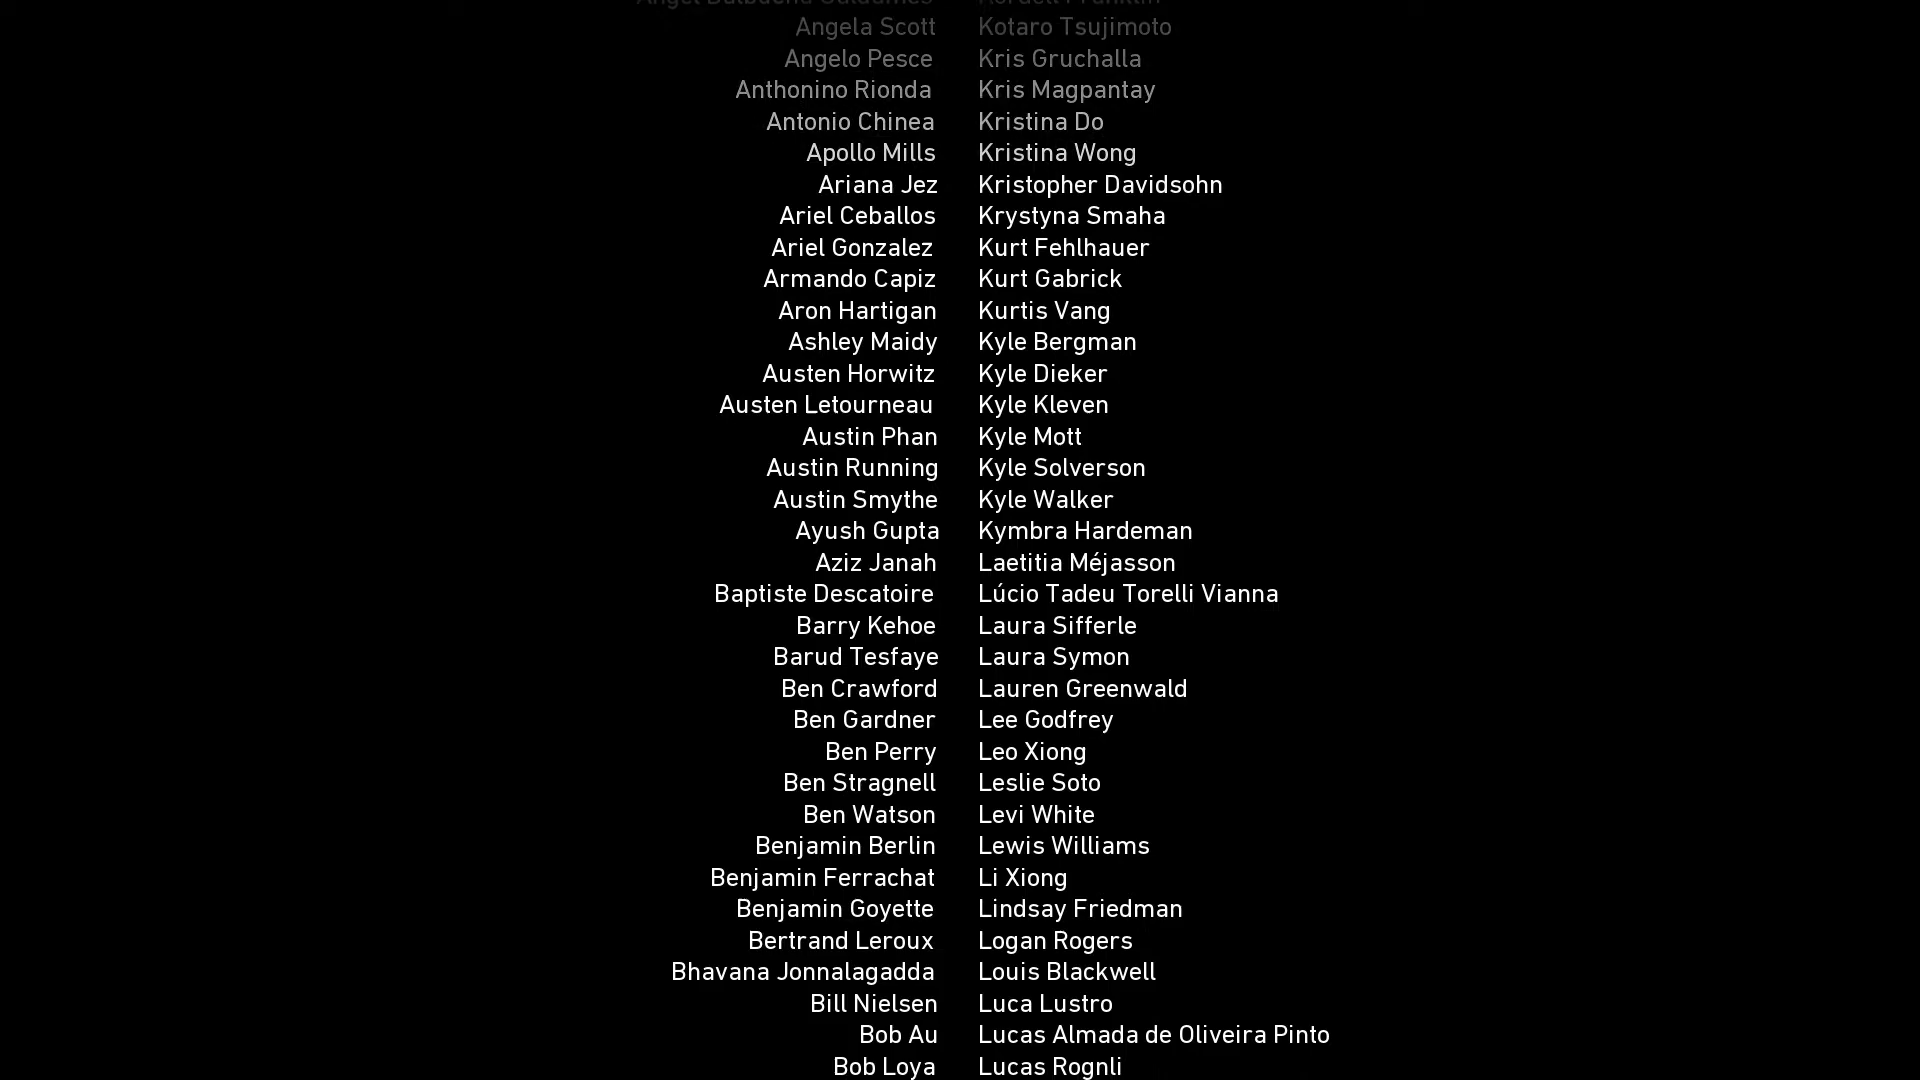 Angela Scott Kotaro Tsujimoto
Angelo Pesce Kris Gruchalla
Anthonino Rionda Kris Magpantay
Antonio Chinea Kristina Do
Apollo Mills Kristina Wong
Ariana Jez Kristopher Davidsohn
Ariel Ceballos Krystyna Smaha
Ariel Gonzalez Kurt Fehlhauer
Armando Capiz Kurt Gabrick
Aron Hartigan Kurtis Vang
Ashley Maidy Kyle Bergman
Austen Horwitz Kyle Dieker
Austen Letourneau Kyle Kleven
Austin Phan Kyle Mott
Austin Running Kyle Solverson
Austin Smythe Kyle Walker
Ayush Gupta Kymbra Hardeman
Aziz Janah Laetitia Méjasson
Baptiste Descatoire Lúcio Tadeu Torelli Vianna
Barry Kehoe Laura Sifferle
Barud Tesfaye Laura Symon
Ben Crawford Lauren Greenwald
Ben Gardner Lee Godfrey
Ben Perry Leo Xiong
Ben Stragnell Leslie Soto
Ben Watson Levi White
Benjamin Berlin Lewis Williams
Benjamin Ferrachat Li Xiong
Benjamin Goyette Lindsay Friedman
Bertrand Leroux Logan Rogers
Bhavana Jonnalagadda Louis Blackwell
Bill Nielsen Luca Lustro
Bob Au Lucas Almada de Oliveira Pinto
Bob Loya Lucas Rognli